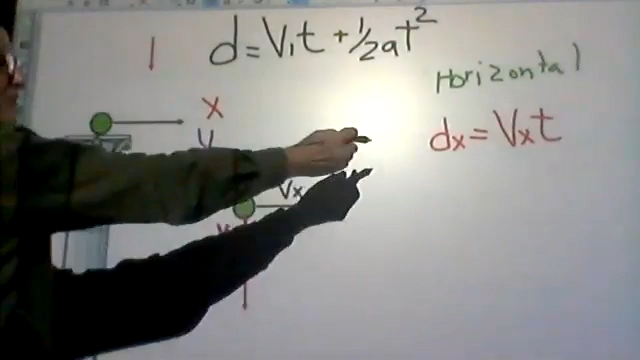 d=V₁t+½at²
Horizontal
X
dx=Vxt
y
Vx